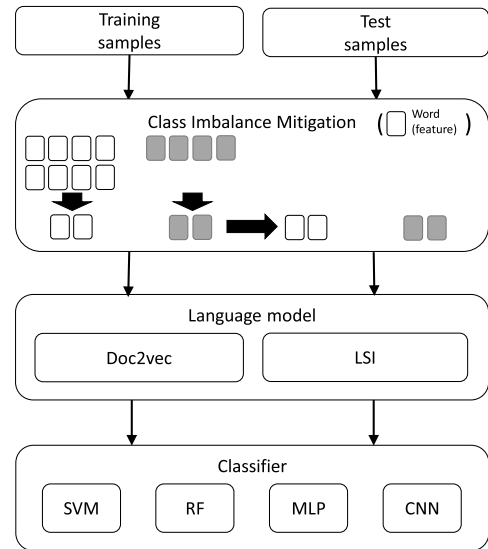 Training
samples
Test
samples
Class Imbalance Mitigation
( Word
(feature) )
Language model
Doc2vec
LSI
Classifier
SVM
RF
MLP
CNN